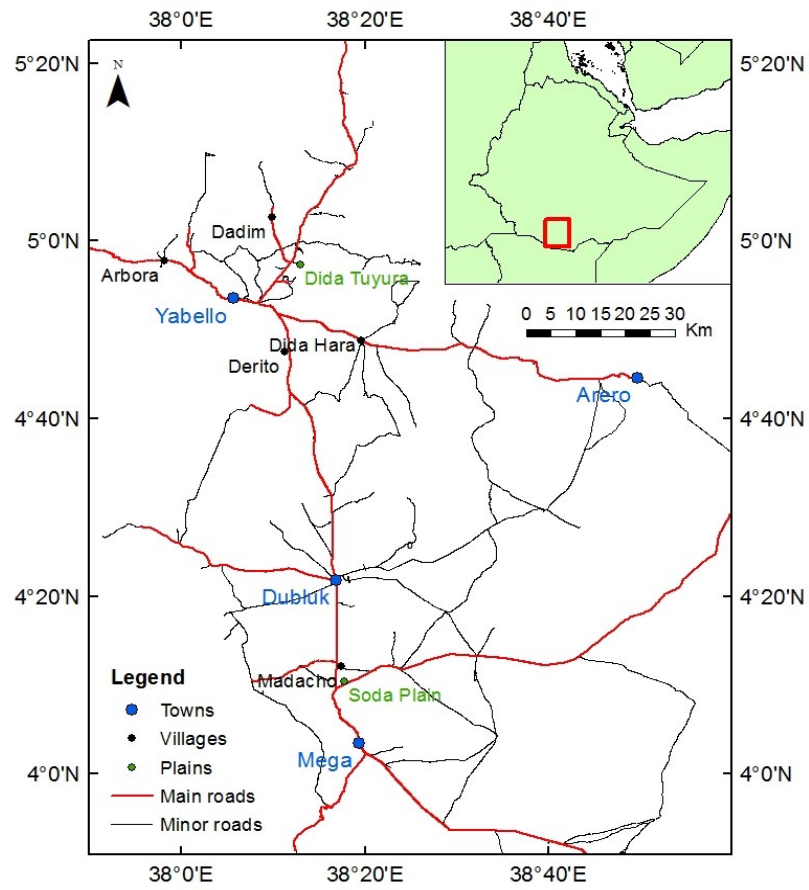 38°0'E 38°20'E 38°40'E
5°20'N 5°20'N
N
Dadim
5°0'N 5°0'N
Arbora
Dida Tuyura
Yabello
0 5 10 15 20 25 30
Km
Dida Hara
Derito
Arero
4°40'N 4°40'N
4°20'N 4°20'N
Dubluk
Madacho
Soda Plain
Mega
4°0'N 4°0'N
Legend
Towns
Villages
Plains
Main roads
Minor roads
38°0'E 38°20'E 38°40'E